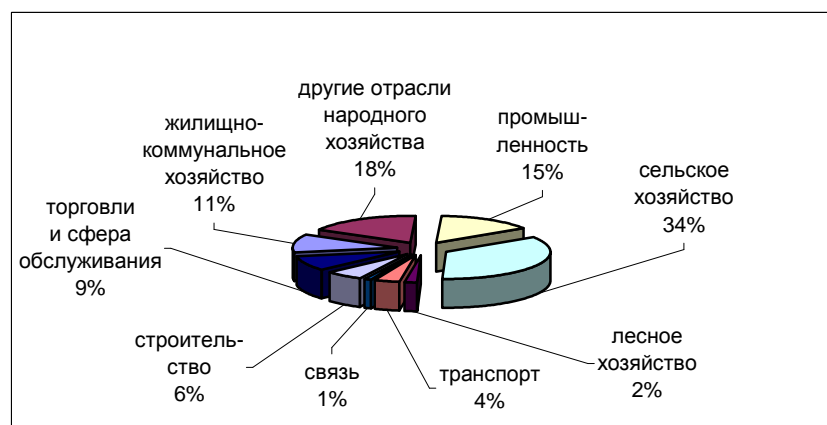 другие отрасли
народного
хозяйства
18%
промыш-
ленность
15%
сельское
хозяйство
34%
лесное
хозяйство
2%
транспорт
4%
связь
1%
строитель-
ство
6%
торговли
и сфера
обслуживания
9%
жилищно-
коммунальное
хозяйство
11%